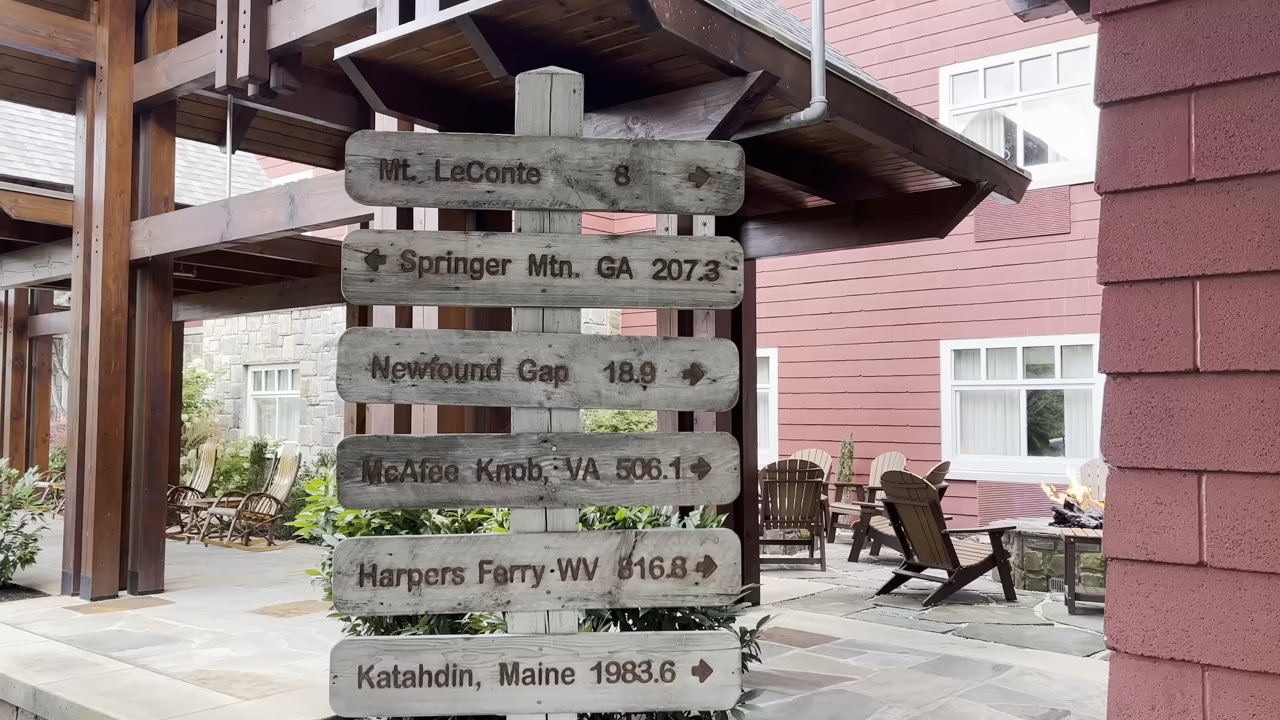 Mt. LeConte 8 →
← Springer Mtn. GA 207.3
Newfound Gap 18.9 →
McAfee Knob, VA 506.1 →
Harpers Ferry WV 816.8 →
Katahdin, Maine 1983.6 →